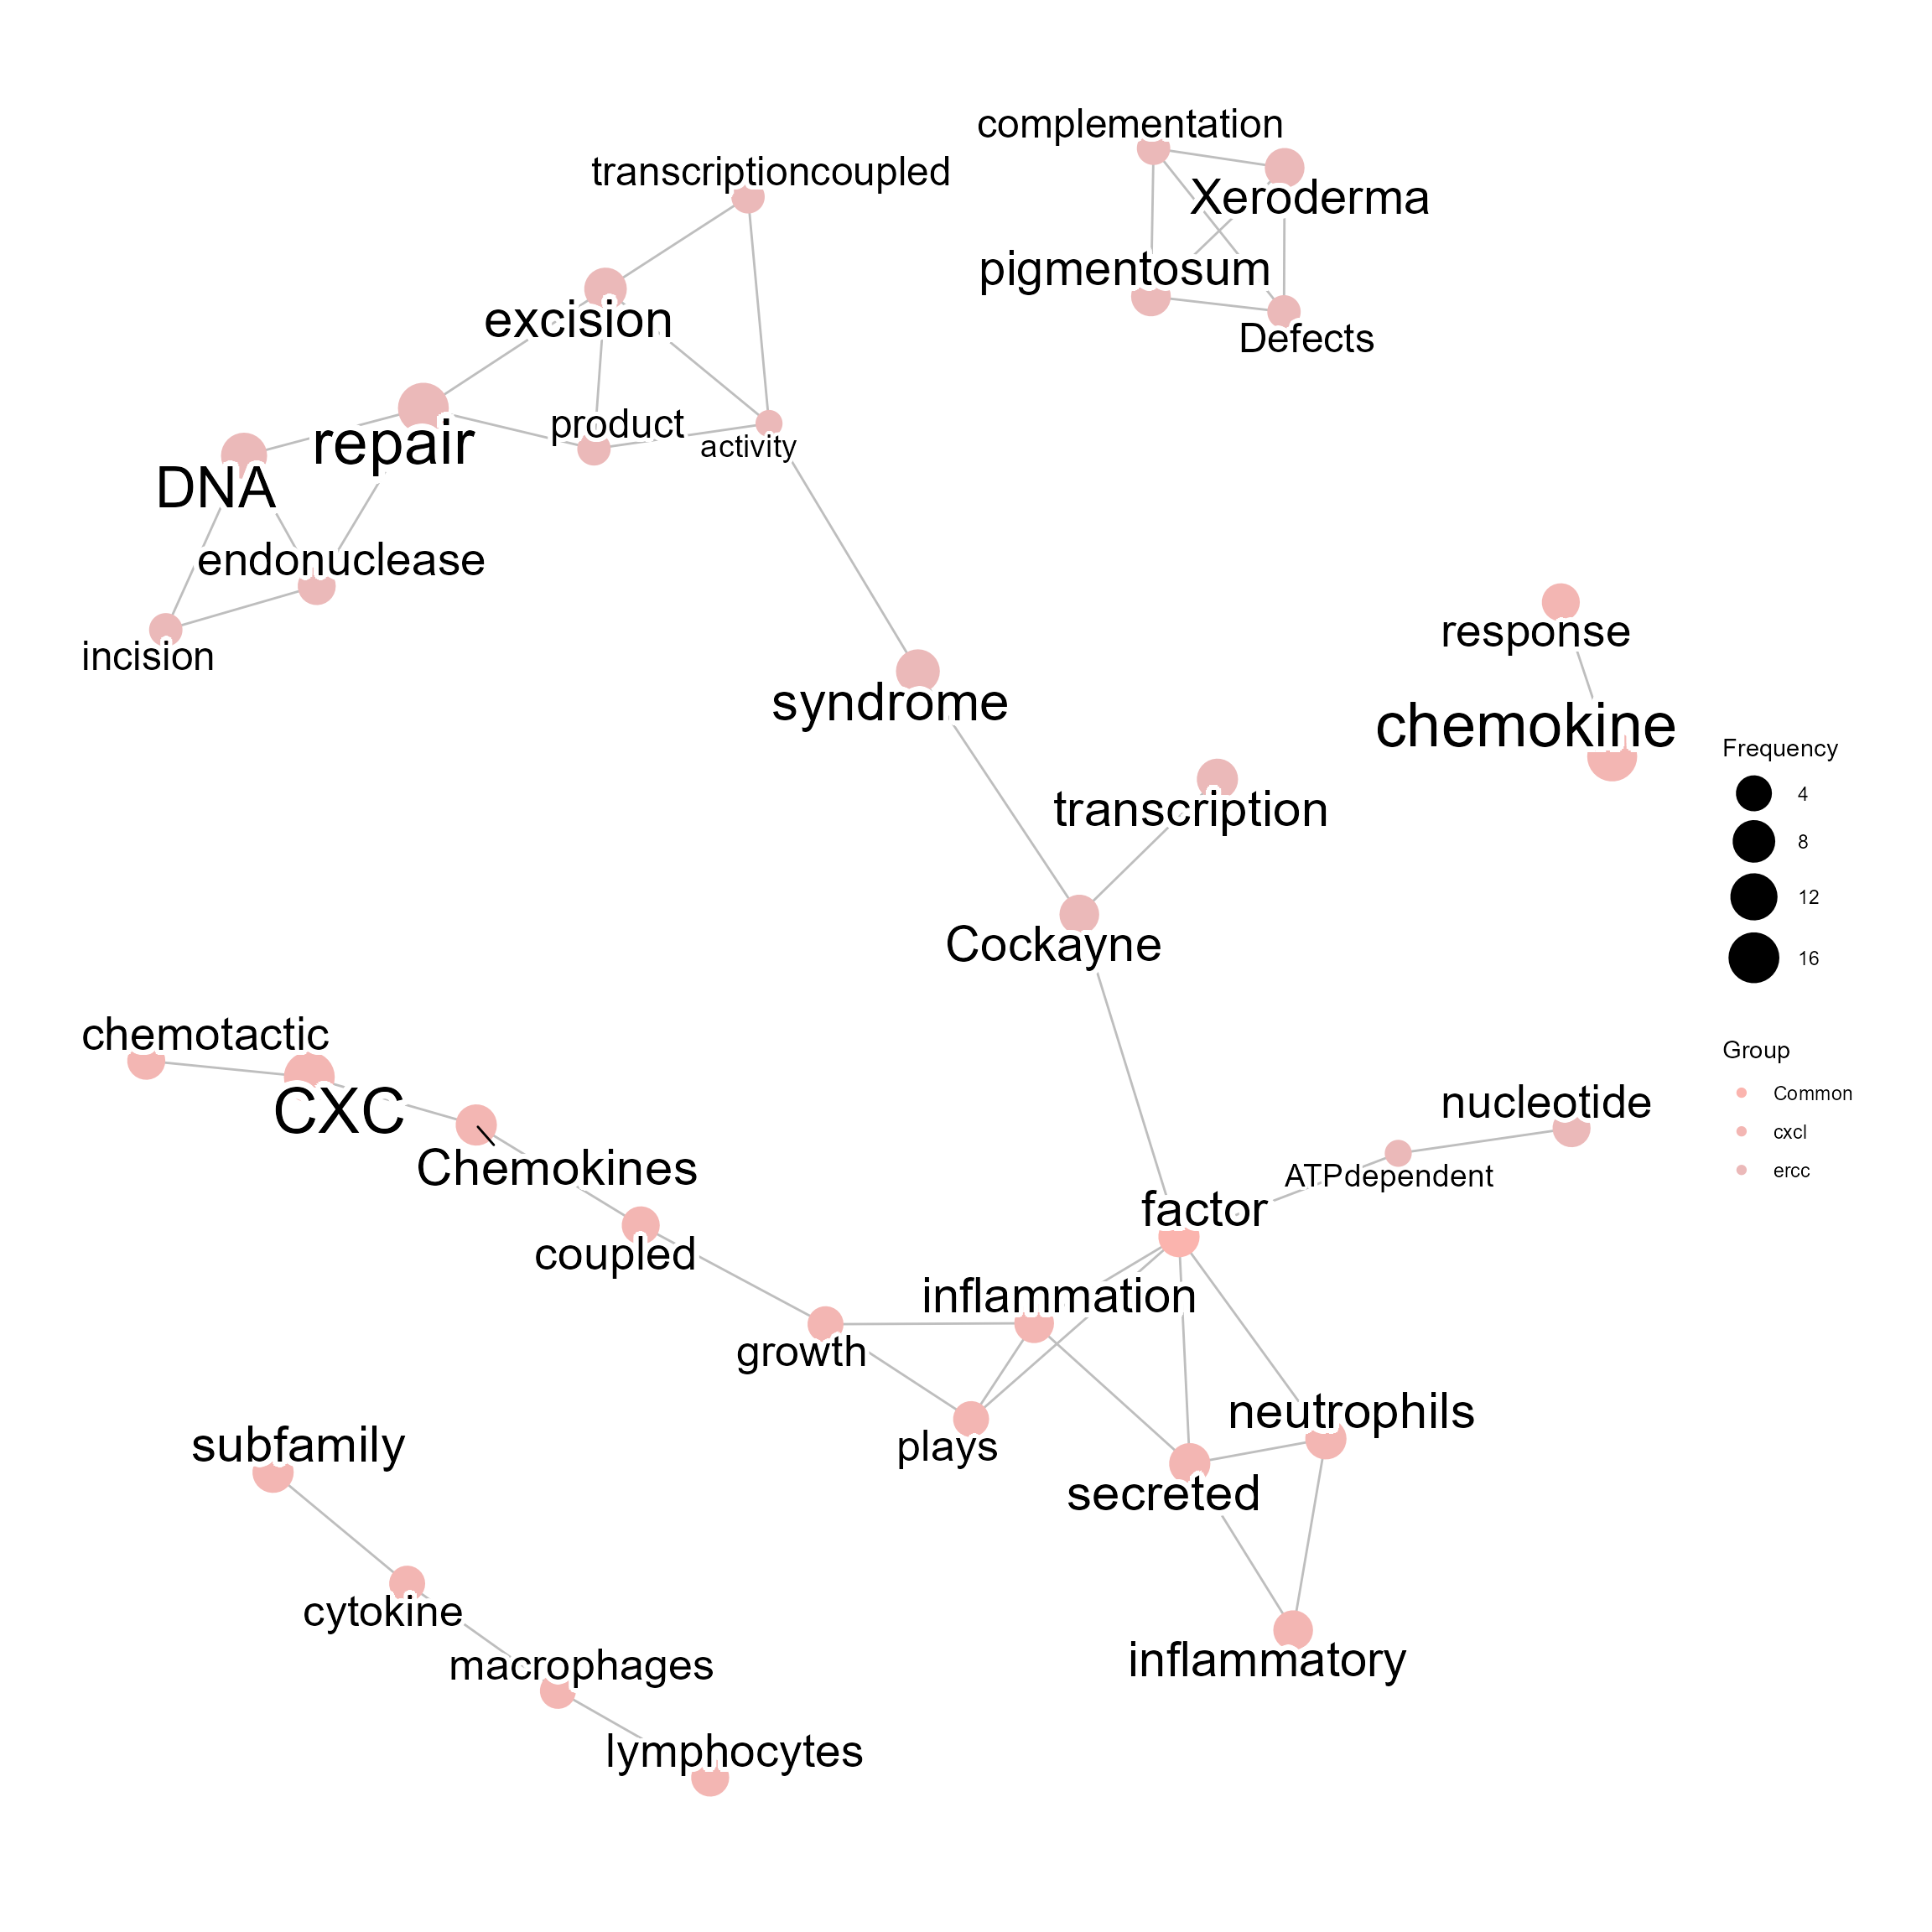 complementation
transcriptioncoupled
Xeroderma
pigmentosum
excision
Defects
product
repair
activity
DNA
endonuclease
response
incision
syndrome
chemokine
transcription
Cockayne
chemotactic
CXC
nucleotide
Chemokines
ATPdependent
factor
coupled
inflammation
growth
neutrophils
subfamily
plays
secreted
cytokine
macrophages
inflammatory
lymphocytes
Frequency
4
8
12
16
Group
Common
cxcl
ercc